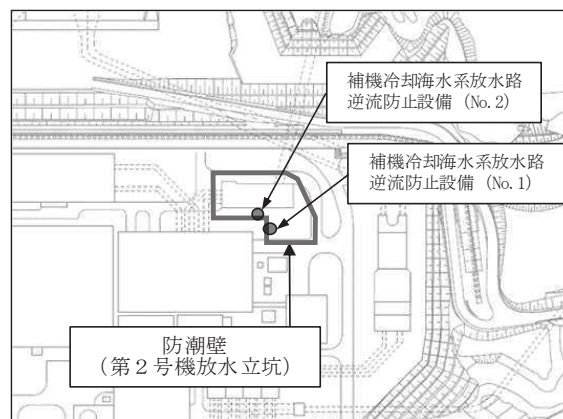 補機冷却海水系放水路
逆流防止設備（No.2）
補機冷却海水系放水路
逆流防止設備（No.1）
防潮壁
（第２号機放水立坑）